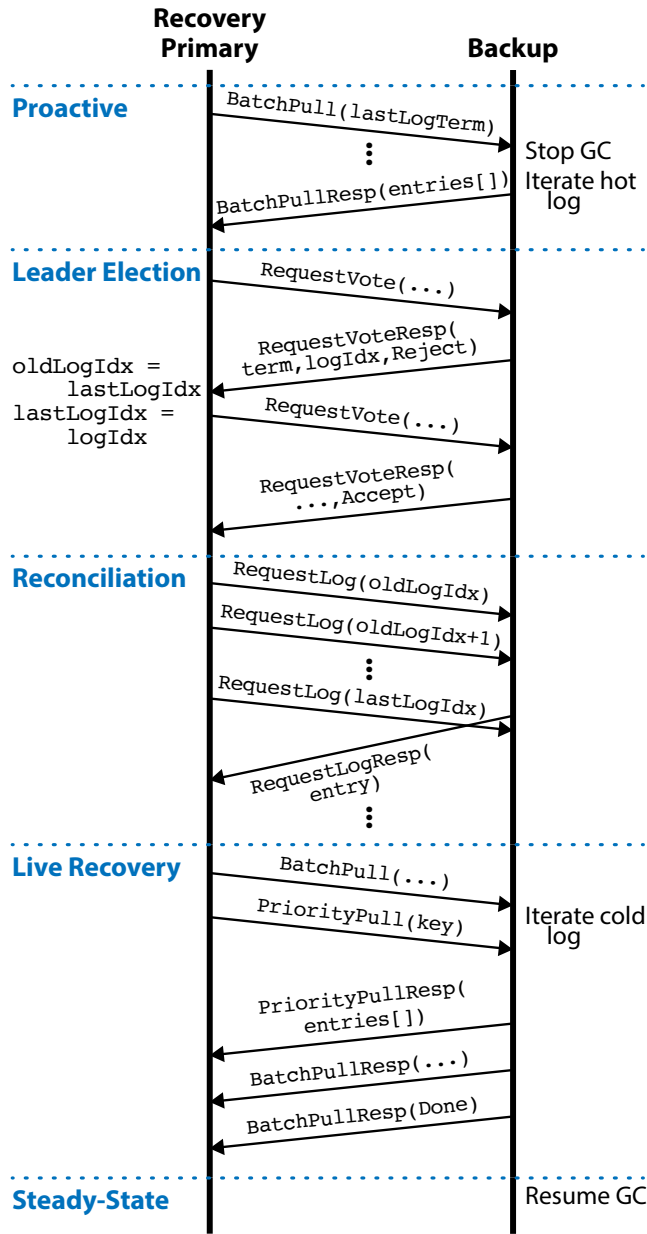 Recovery
Primary
Backup
Proactive
BatchPull(lastLogTerm)
Stop GC
Iterate hot
log
BatchPullResp(entries[])
Leader Election
RequestVote(...)
RequestVoteResp(
term,logIdx,Reject)
oldLogIdx =
lastLogIdx
lastLogIdx =
logIdx
RequestVote(...)
RequestVoteResp(
...,Accept)
Reconciliation
RequestLog(oldLogIdx)
RequestLog(oldLogIdx+1)
RequestLog(lastLogIdx)
RequestLogResp(
entry)
Live Recovery
BatchPull(...)
PriorityPull(key)
Iterate cold
log
PriorityPullResp(
entries[])
BatchPullResp(...)
BatchPullResp(Done)
Steady-State
Resume GC